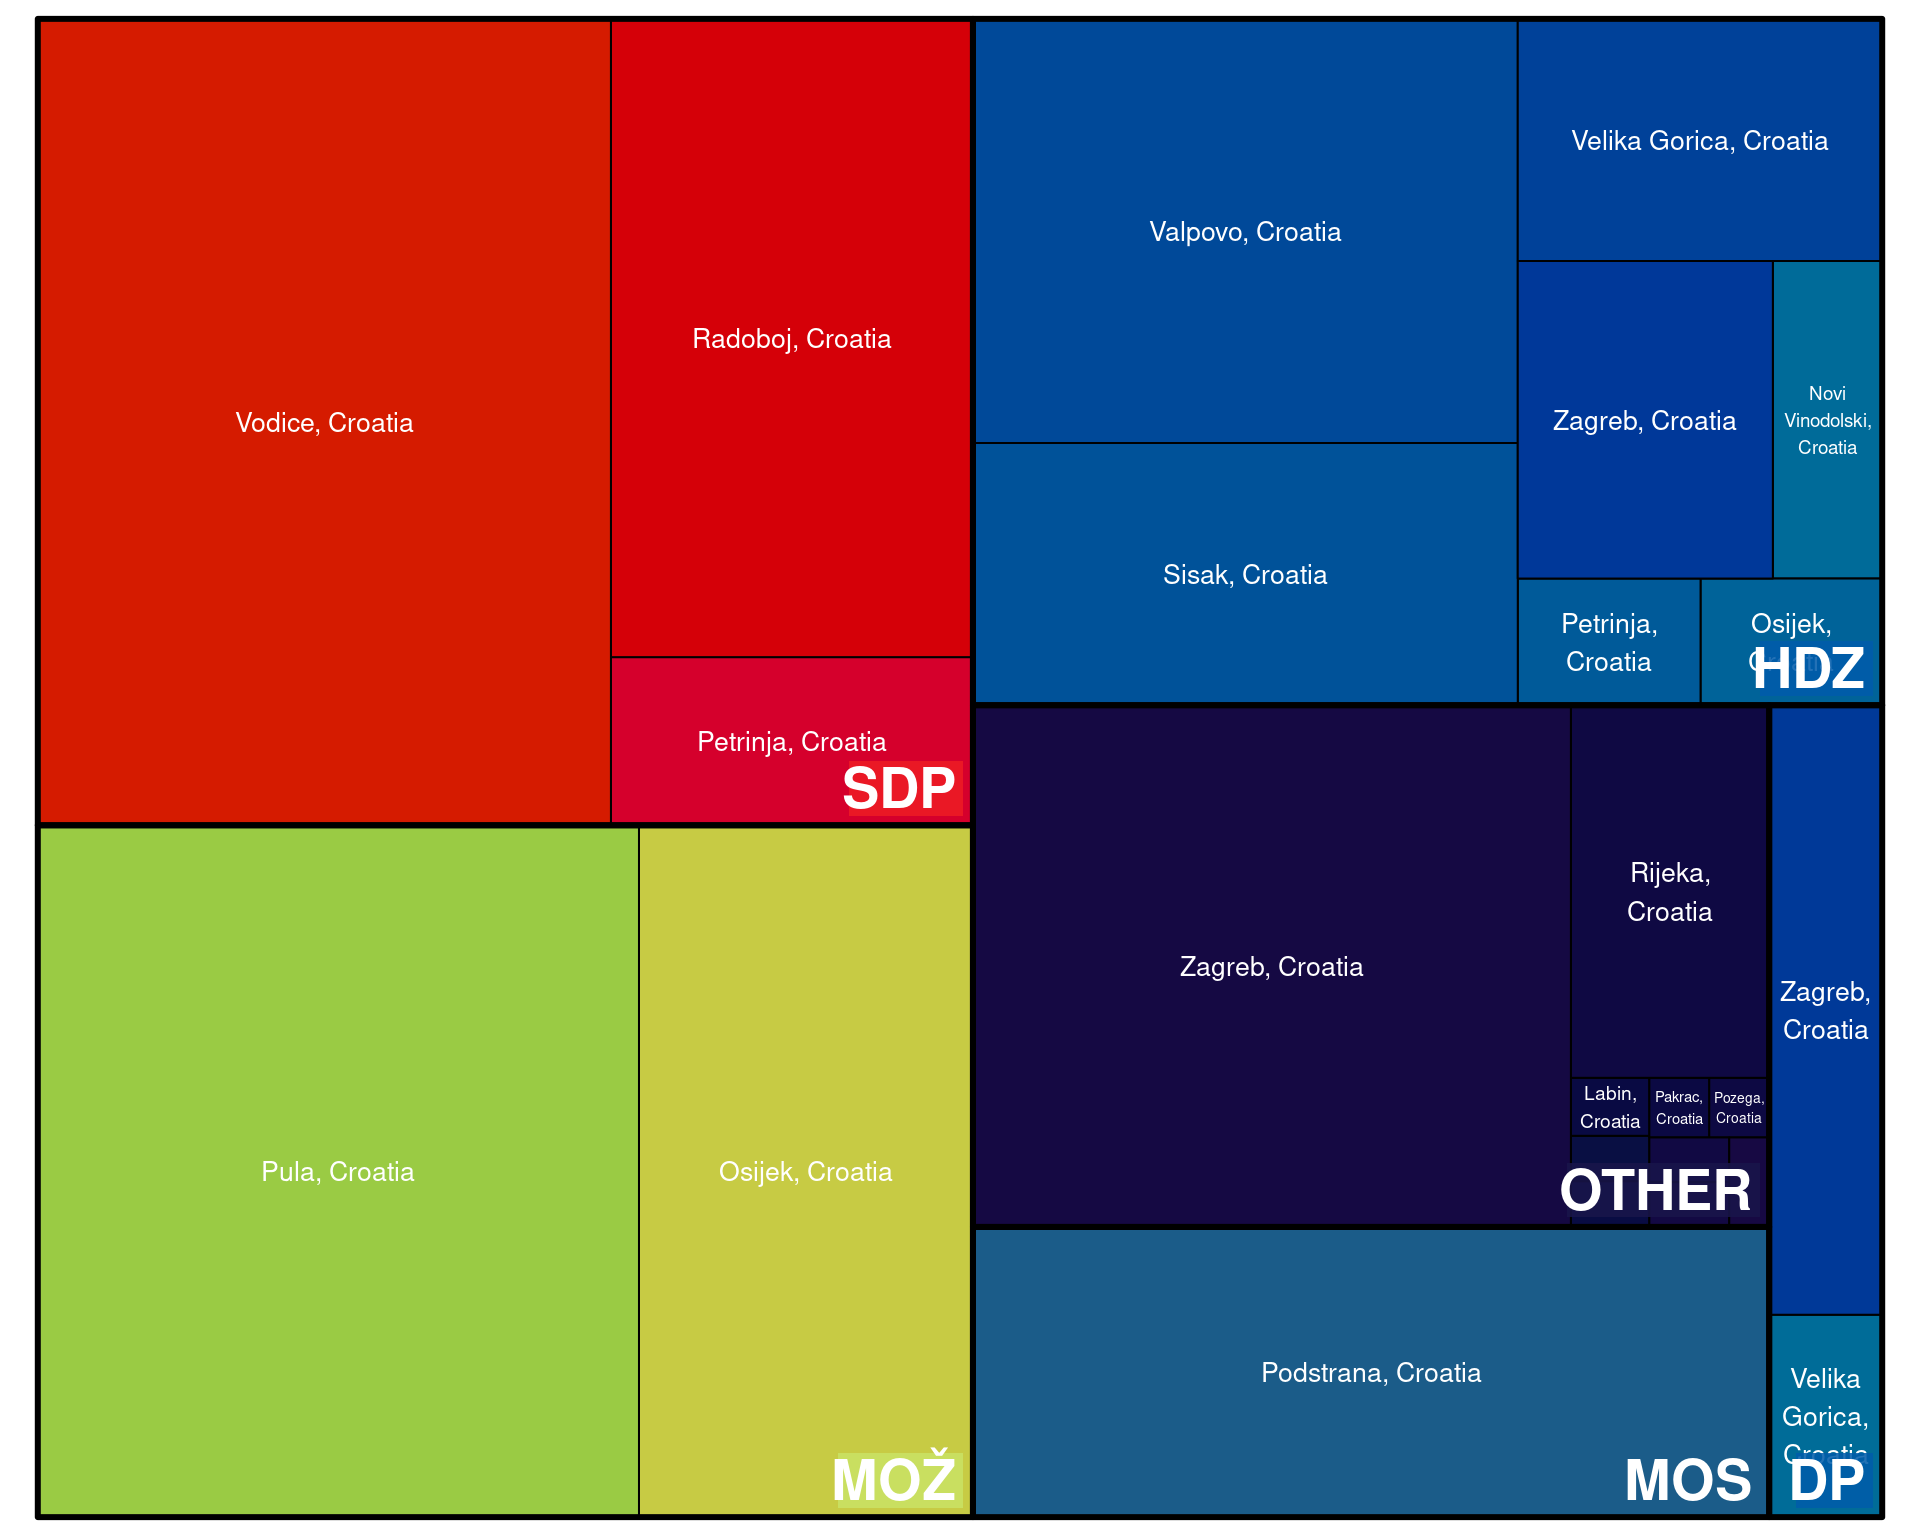 Vodice, Croatia
Radoboj, Croatia
Petrinja, Croatia
SDP
Pula, Croatia
Osijek, Croatia
MOŽ
Valpovo, Croatia
Sisak, Croatia
Velika Gorica, Croatia
Zagreb, Croatia
Novi
Vinodolski,
Croatia
Petrinja,
Croatia
Osijek,
Croatia
HDZ
Zagreb, Croatia
Rijeka,
Croatia
Labin,
Croatia
Pakrac,
Croatia
Pozega,
Croatia
OTHER
Podstrana, Croatia
MOS
Zagreb,
Croatia
Velika
Gorica,
Croatia
DP